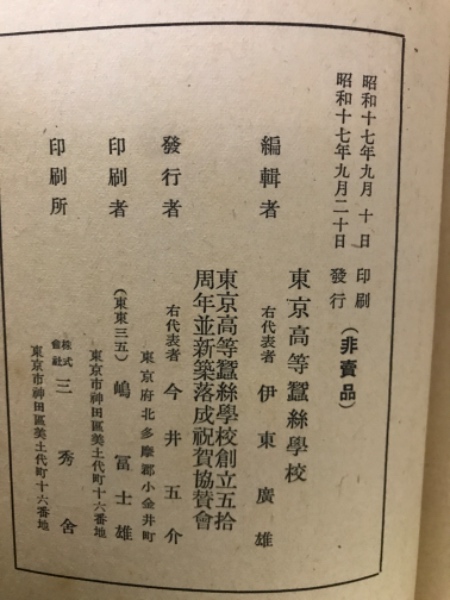 昭和十七年九月 十日 印刷
昭和十七年九月二十日 發行
(非賣品)
編輯者 東京高等蠶絲學校
右代表者 伊東廣雄
發行者 東京高等蠶絲學校創立五拾
周年並新築落成祝賀協贊會
右代表者 今井五介
東京府北多摩郡小金井町
印刷者 (東東三五) 嶋冨士雄
東京市神田區美土代町十六番地
印刷所 株式會社 三秀舍
東京市神田區美土代町十六番地